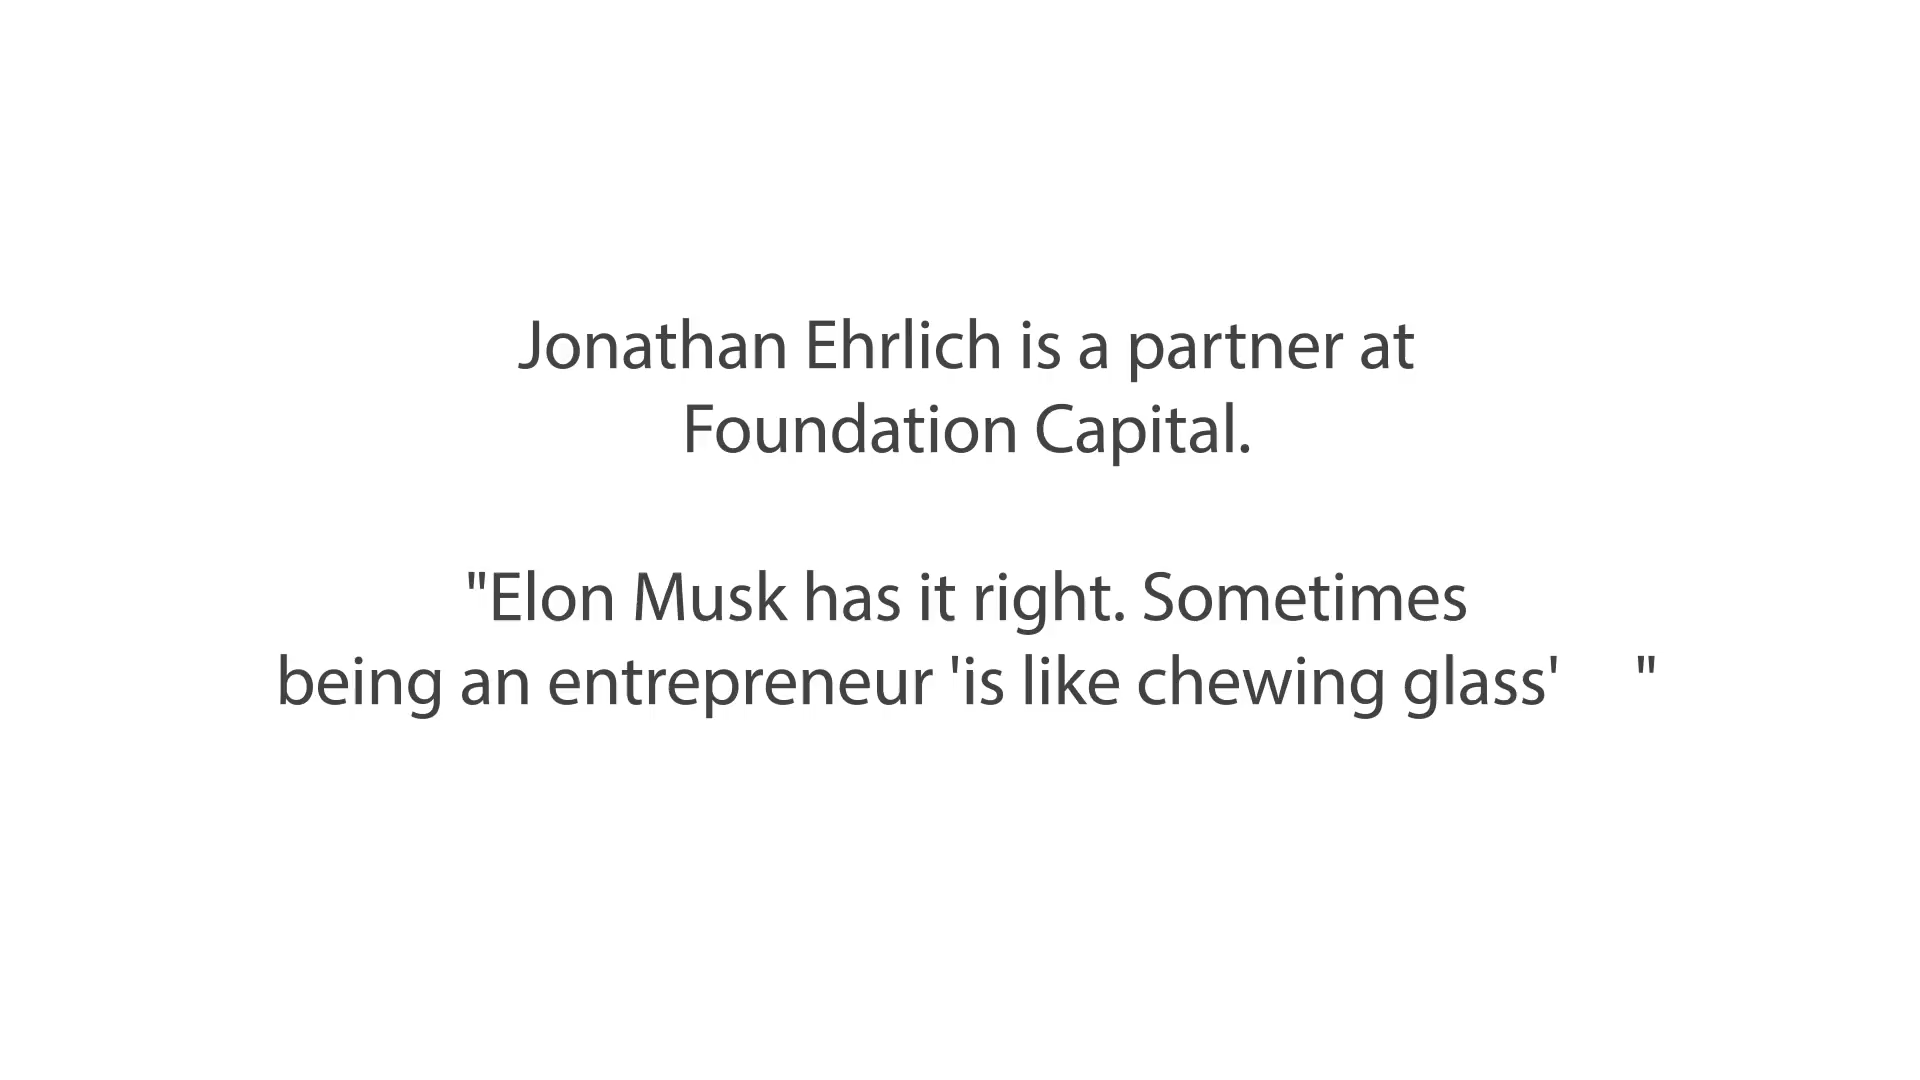 Jonathan Ehrlich is a partner at
Foundation Capital.
"Elon Musk has it right. Sometimes
being an entrepreneur 'is like chewing glass' "